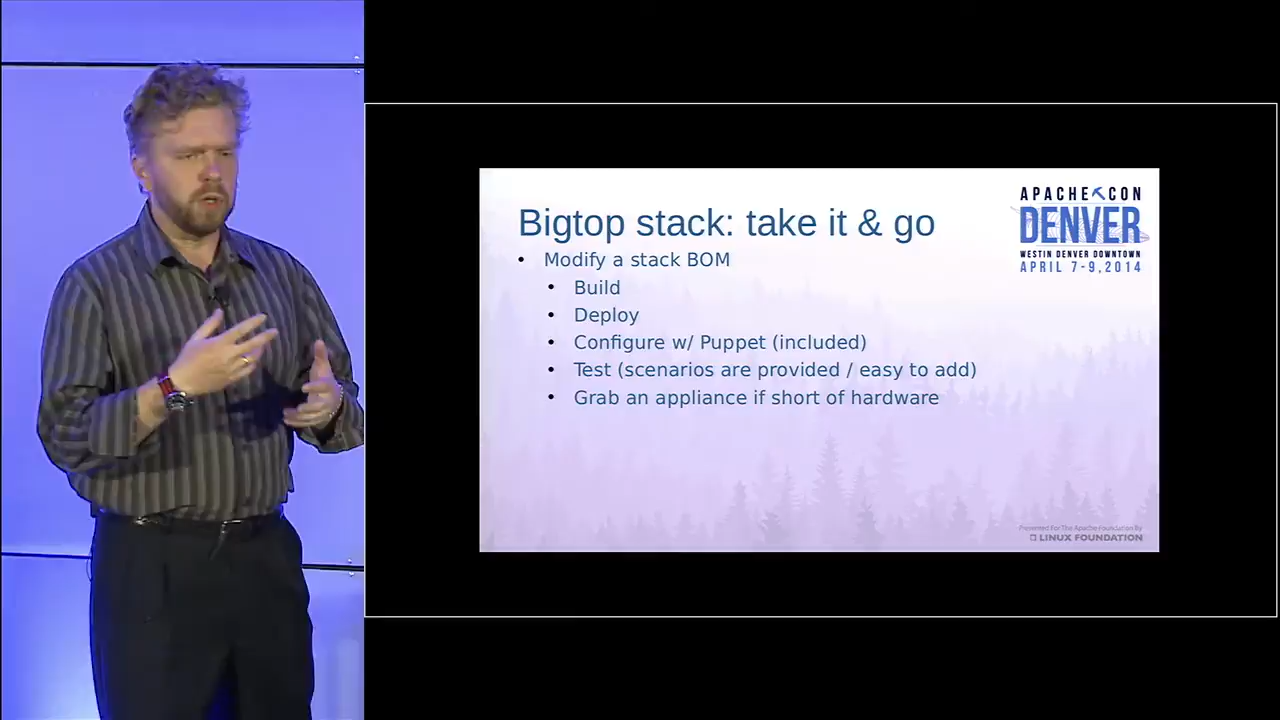 Bigtop stack: take it & go
• Modify a stack BOM
• Build
• Deploy
• Configure w/ Puppet (included)
• Test (scenarios are provided / easy to add)
• Grab an appliance if short of hardware
APACHE CON
DENVER
WESTIN DENVER DOWNTOWN
APRIL 7-9,2014
Presented For The Apache Foundation By
LINUX FOUNDATION